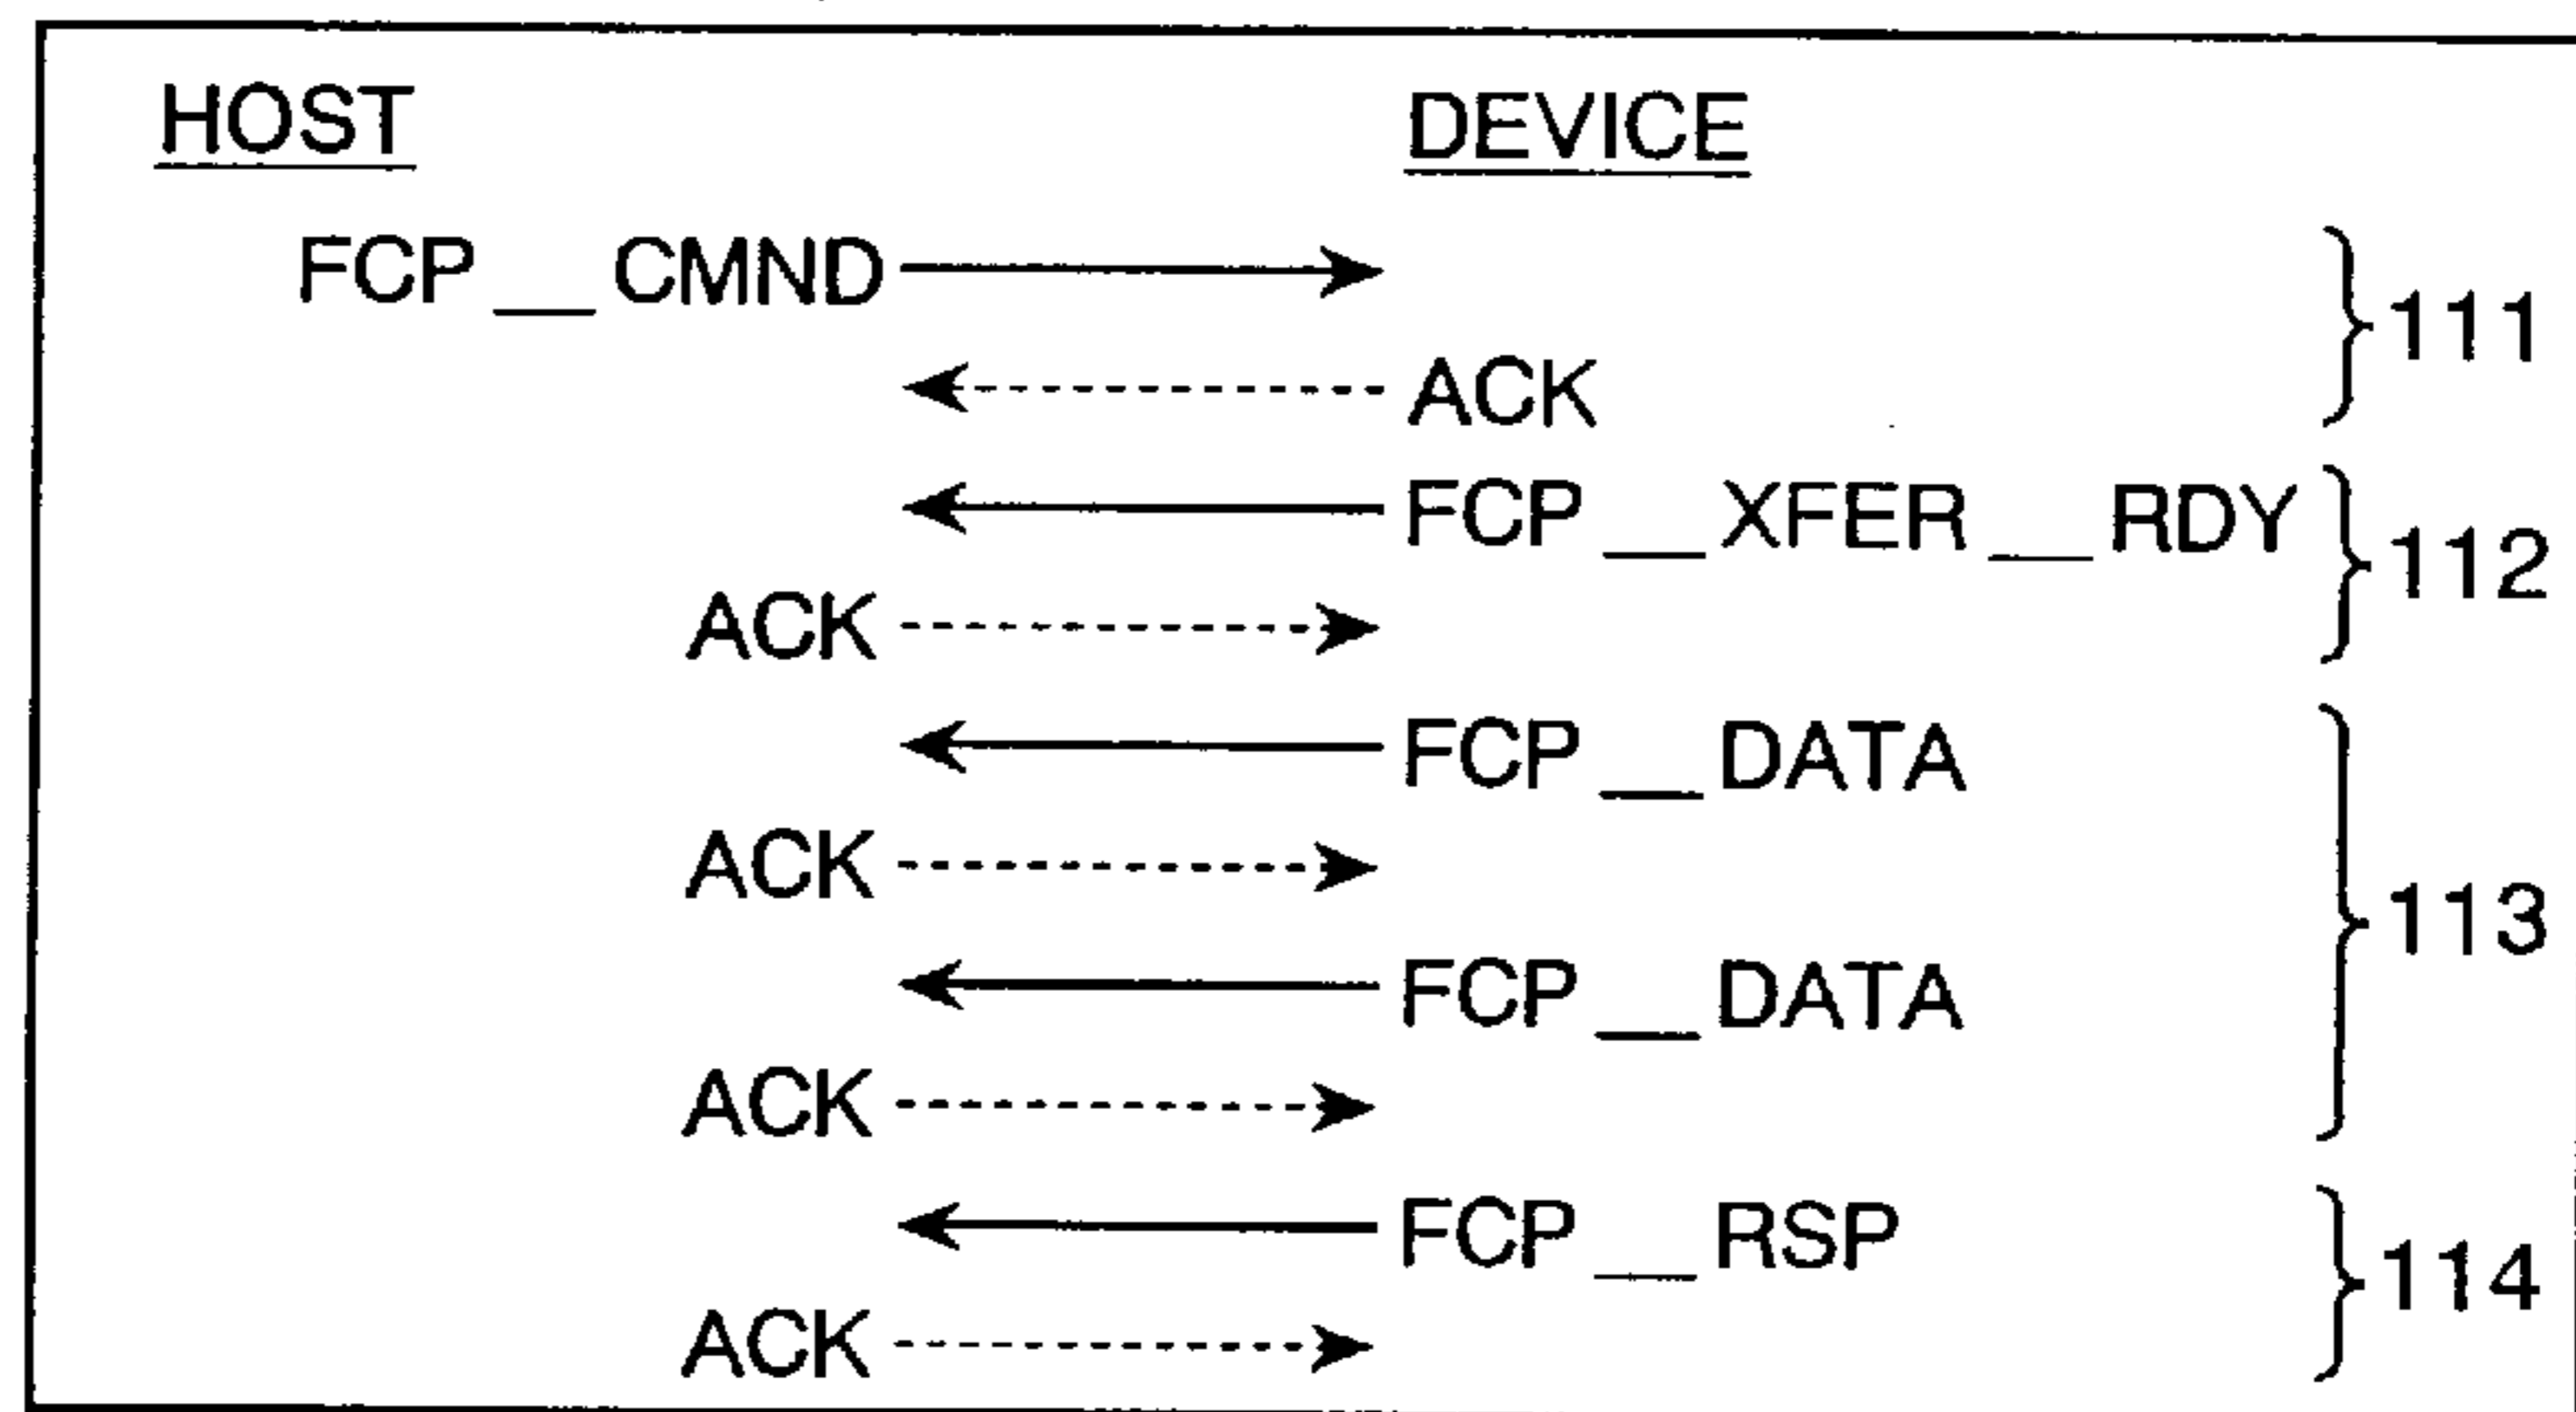 HOST DEVICE
FCP__CMND
111
ACK
FCP__XFER__RDY
112
ACK
FCP__DATA
ACK
113
FCP__DATA
ACK
FCP__RSP
114
ACK